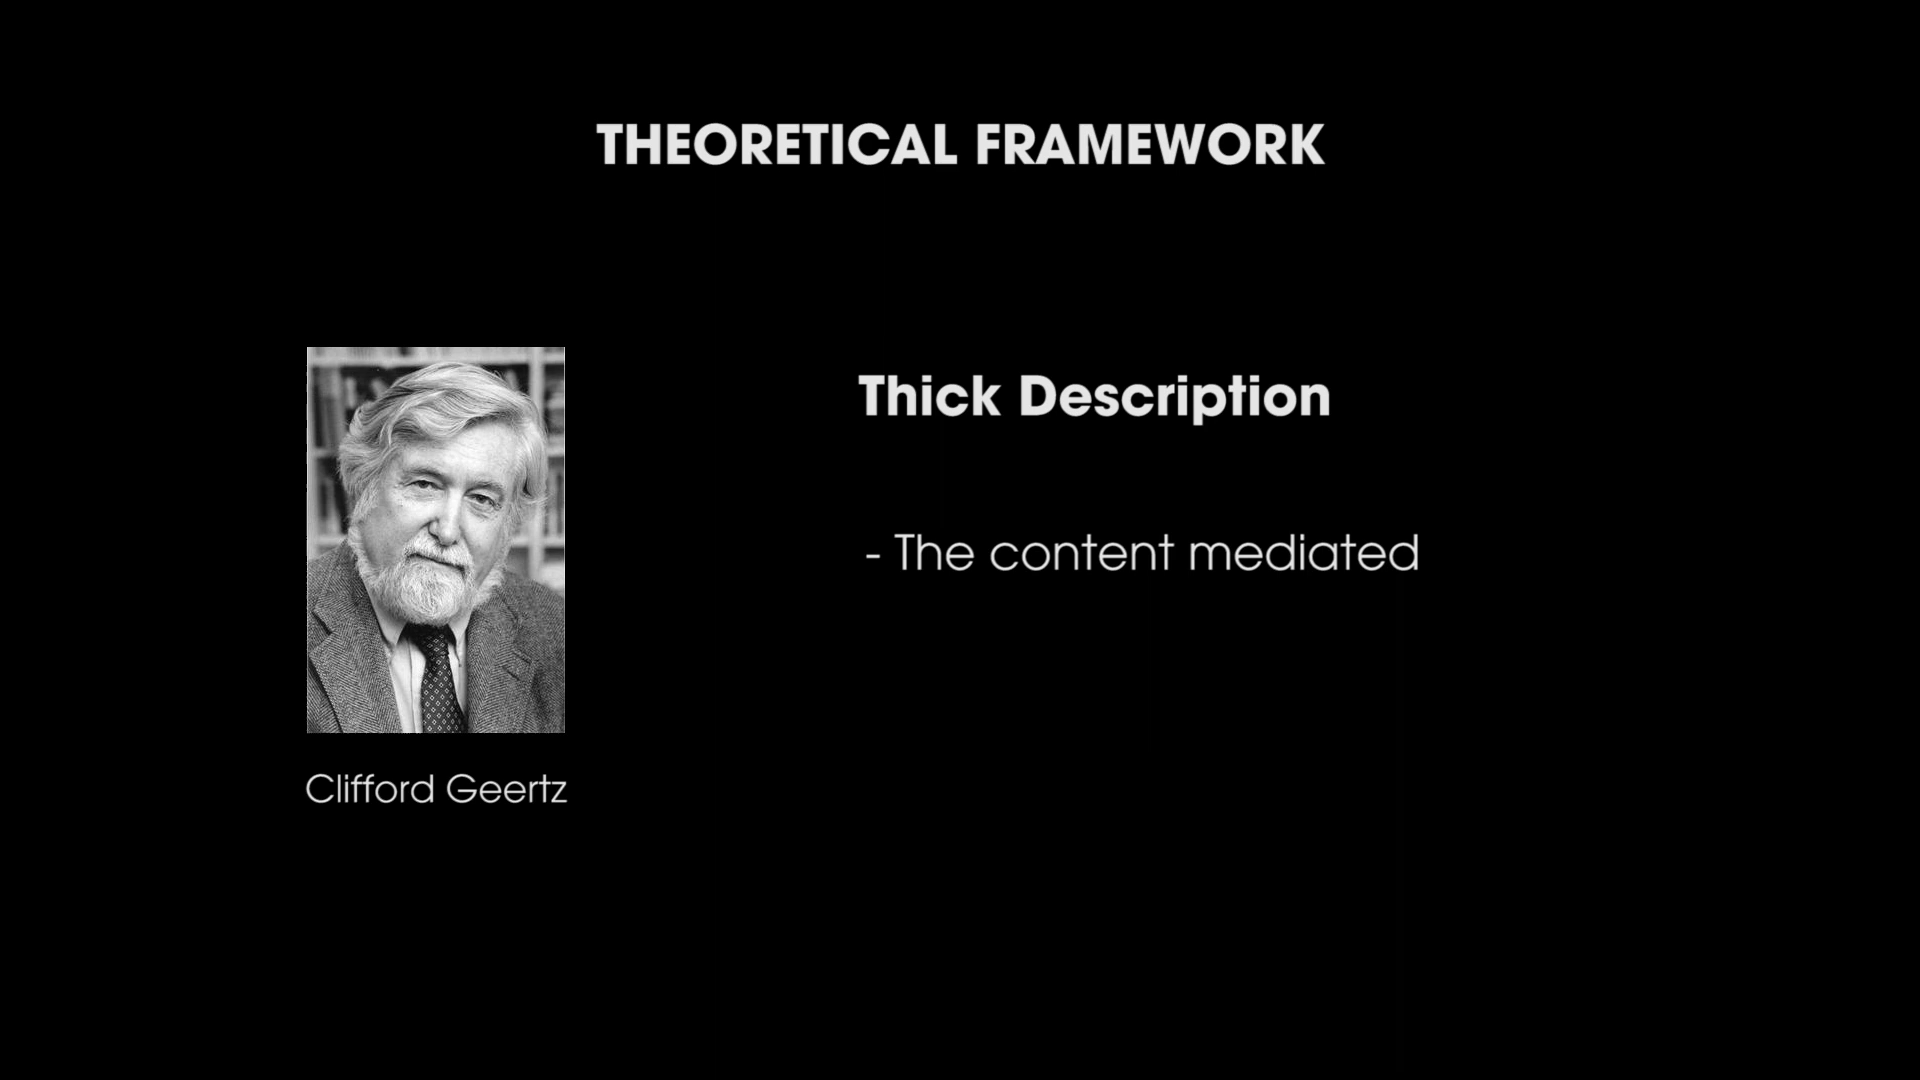 THEORETICAL FRAMEWORK
Thick Description
- The content mediated
Clifford Geertz